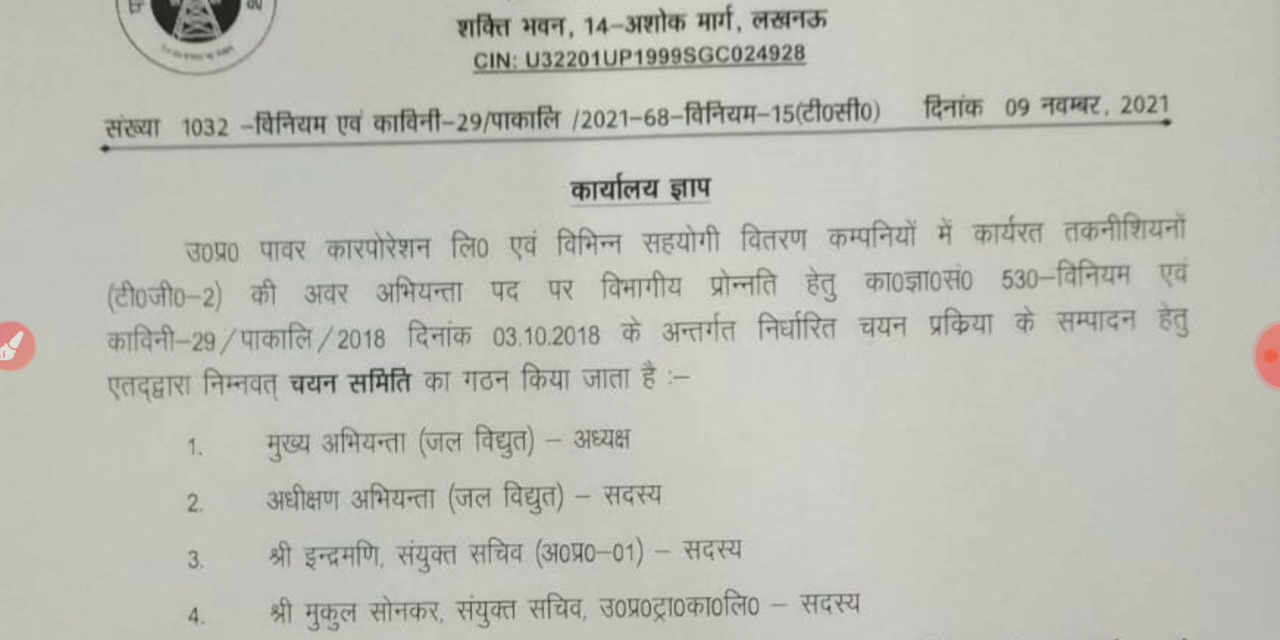 शक्ति भवन, 14-अशोक मार्ग, लखनऊ
CIN: U32201UP1999SGC024928
संख्या 1032 -विनियम एवं काविनी-29/पाकालि /2021-68-विनियम-15(टी0सी0) दिनांक 09 नवम्बर, 2021
कार्यालय ज्ञाप
उ0प्र0 पावर कारपोरेशन लि0 एवं विभिन्न सहयोगी वितरण कम्पनियों में कार्यरत तकनीशियनों
(टी0जी0-2) की अवर अभियन्ता पद पर विभागीय प्रोन्नति हेतु का0ज्ञा0सं0 530-विनियम एवं
काविनी-29/पाकालि/2018 दिनांक 03.10.2018 के अन्तर्गत निर्धारित चयन प्रक्रिया के सम्पादन हेतु
एतद्द्वारा निम्नवत् चयन समिति का गठन किया जाता है :-
1. मुख्य अभियन्ता (जल विद्युत) – अध्यक्ष
2. अधीक्षण अभियन्ता (जल विद्युत) – सदस्य
3. श्री इन्द्रमणि, संयुक्त सचिव (अ0प्र0-01) – सदस्य
4. श्री मुकुल सोनकर, संयुक्त सचिव, उ0प्र0ट्रा0का0लि0 – सदस्य